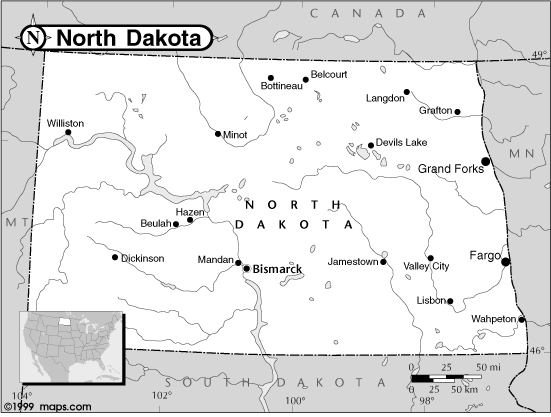 CANADA
N North Dakota
49°
Belcourt
Bottineau
Langdon
Grafton
Williston
Minot
Devils Lake
MN
Grand Forks
NORTH
DAKOTA
Hazen
Beulah
MT
Dickinson
Mandan
Bismarck
Jamestown
Valley City
Fargo
Lisbon
Wahpeton
46°
0 25 50 mi
0 25 50 km
SOUTH DAKOTA
104°
102°
100°
98°
©1999 maps.com